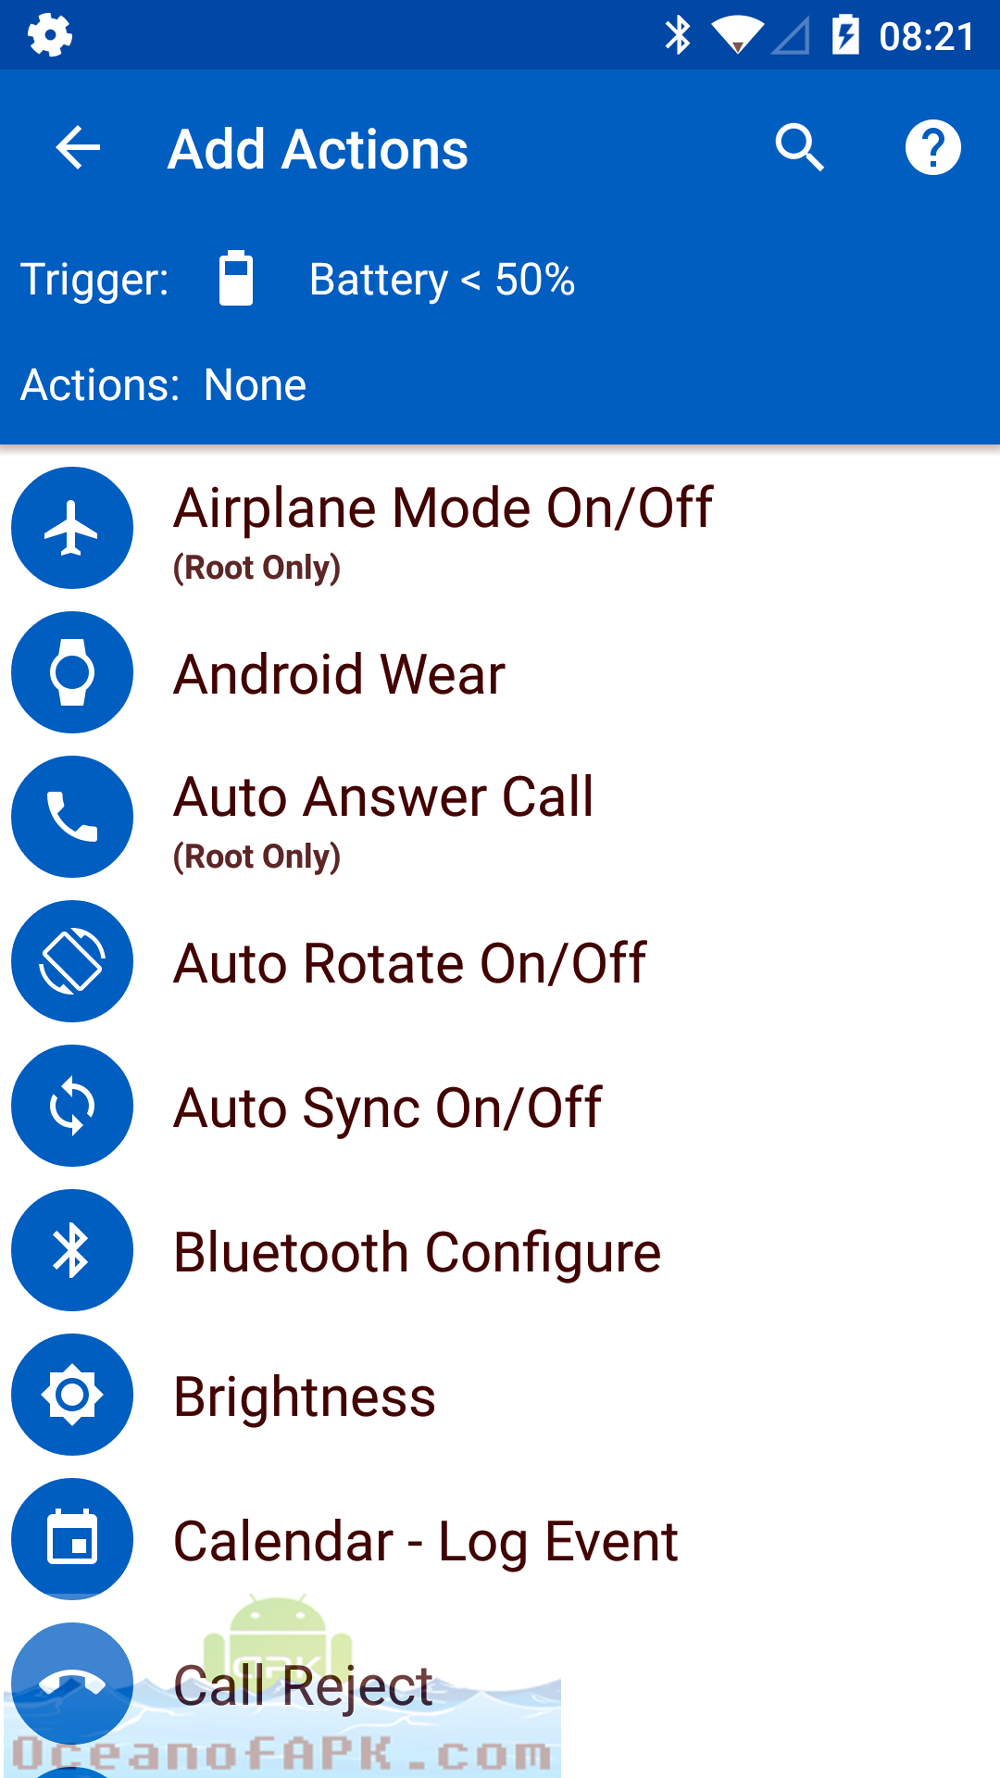 08:21
Add Actions
Trigger: Battery < 50%
Actions: None
Airplane Mode On/Off
(Root Only)
Android Wear
Auto Answer Call
(Root Only)
Auto Rotate On/Off
Auto Sync On/Off
Bluetooth Configure
Brightness
Calendar - Log Event
APK
Call Reject
OceanofAPK.com